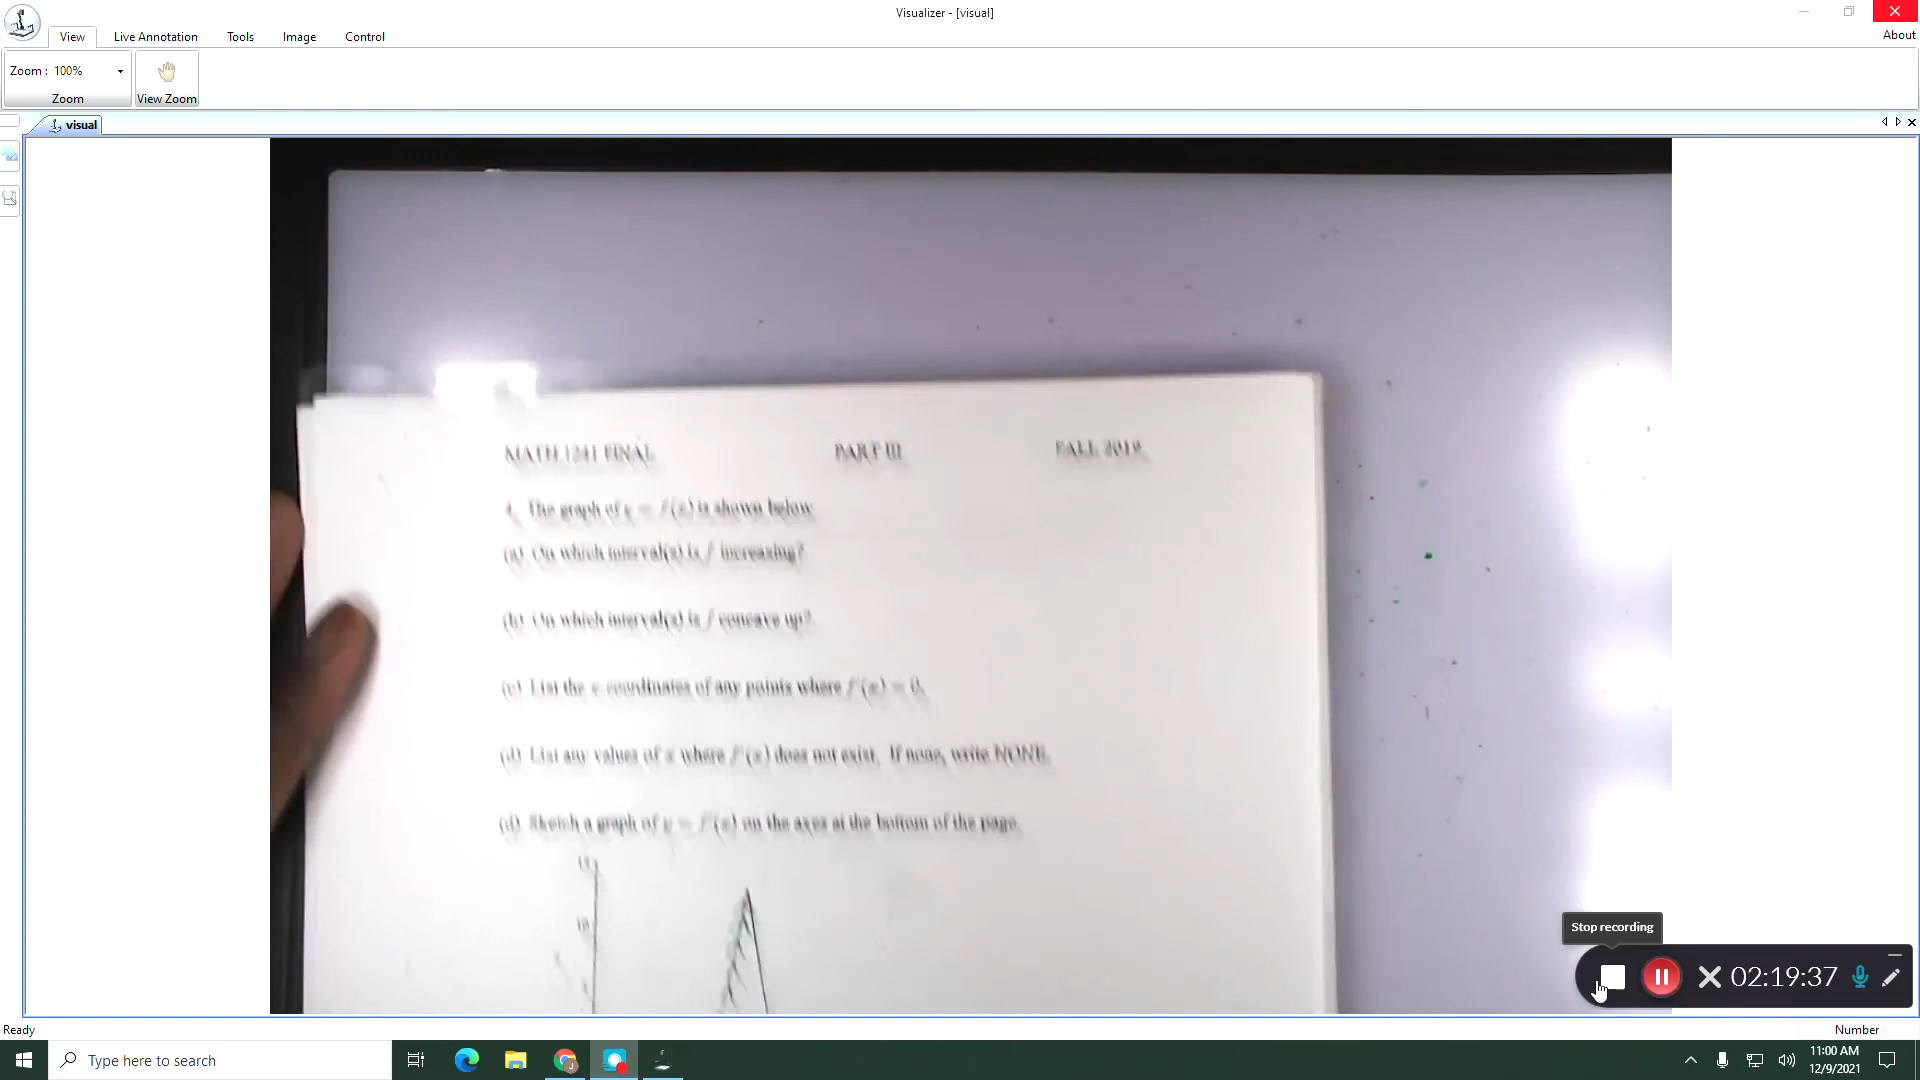 Visualizer - [visual]
View
Live Annotation
Tools
Image
Control
About
Zoom : 100%
Zoom
View Zoom
visual
MATH 1241 FINAL
PART III
FALL 2019
4. The graph of y = f'(x) is shown below.
(a) On which interval(s) is f increasing?
(b) On which interval(s) is f concave up?
(c) List the x-coordinates of any points where f'(x) = 0.
(d) List any values of x where f''(x) does not exist. If none, write NONE.
(d) Sketch a graph of y = f''(x) on the axes at the bottom of the page.
15
10
Stop recording
02:19:37
Ready
Number
Type here to search
11:00 AM
12/9/2021